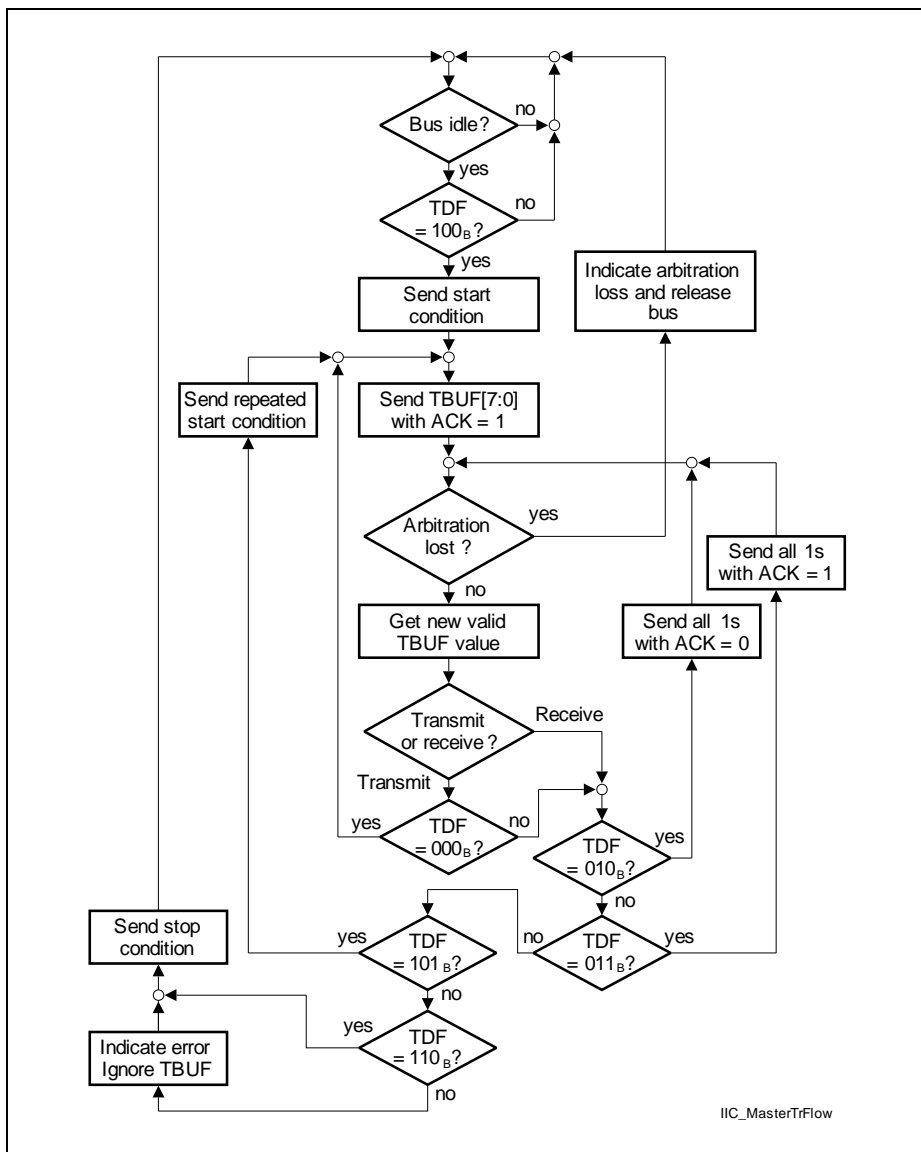 Bus idle?
no
yes
TDF
= 100B?
no
yes
Send start
condition
Indicate arbitration
loss and release
bus
Send repeated
start condition
Send TBUF[7:0]
with ACK = 1
Arbitration
lost ?
yes
no
Send all 1s
with ACK = 1
Get new valid
TBUF value
Send all 1s
with ACK = 0
Transmit
or receive ?
Receive
Transmit
TDF
= 000B?
yes
no
TDF
= 010B?
yes
no
Send stop
condition
TDF
= 101B?
yes
no
TDF
= 011B?
no
yes
Indicate error
Ignore TBUF
TDF
= 110B?
yes
no
IIC_MasterTrFlow